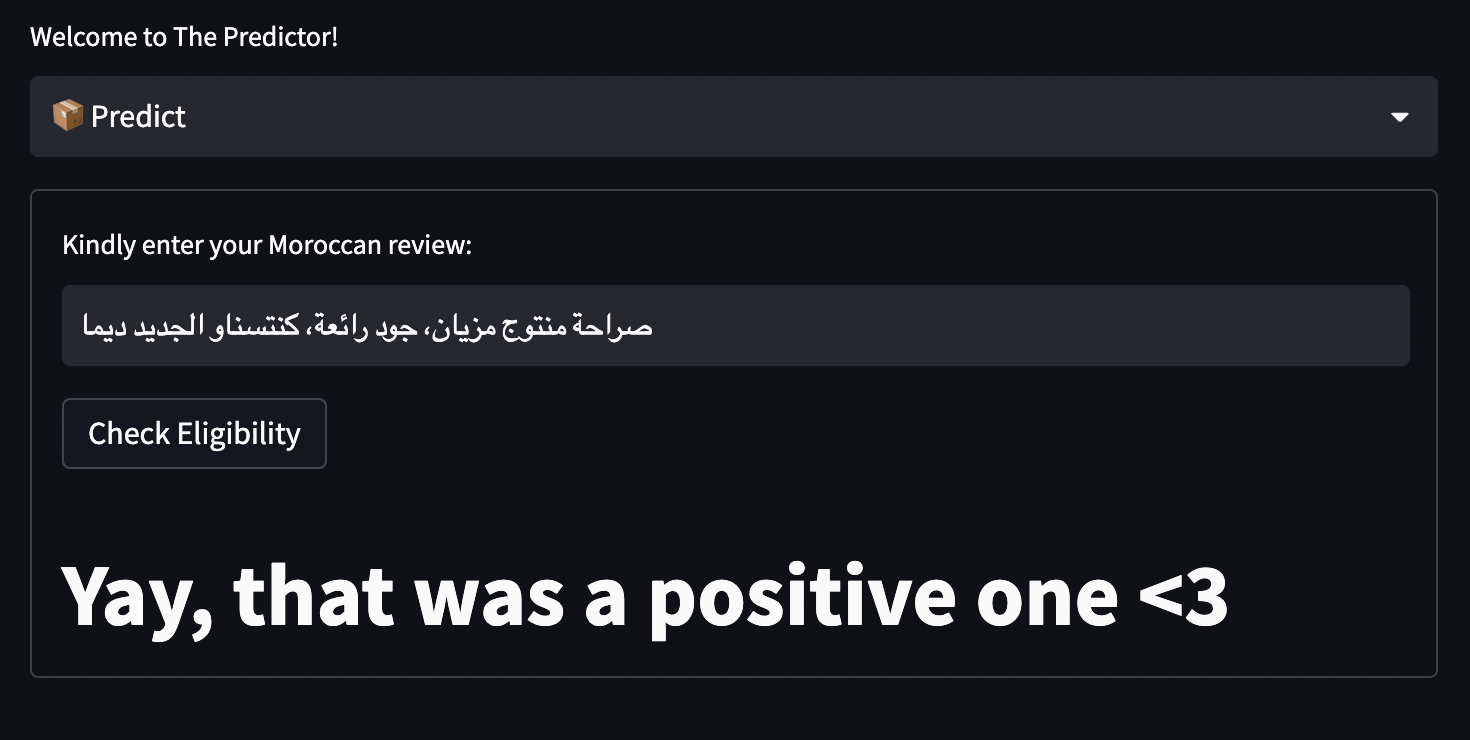 Welcome to The Predictor!
📦 Predict
Kindly enter your Moroccan review:
صراحة منتوج مزيان، جود رائعة، كنتسناو الجديد ديما
Check Eligibility
Yay, that was a positive one <3